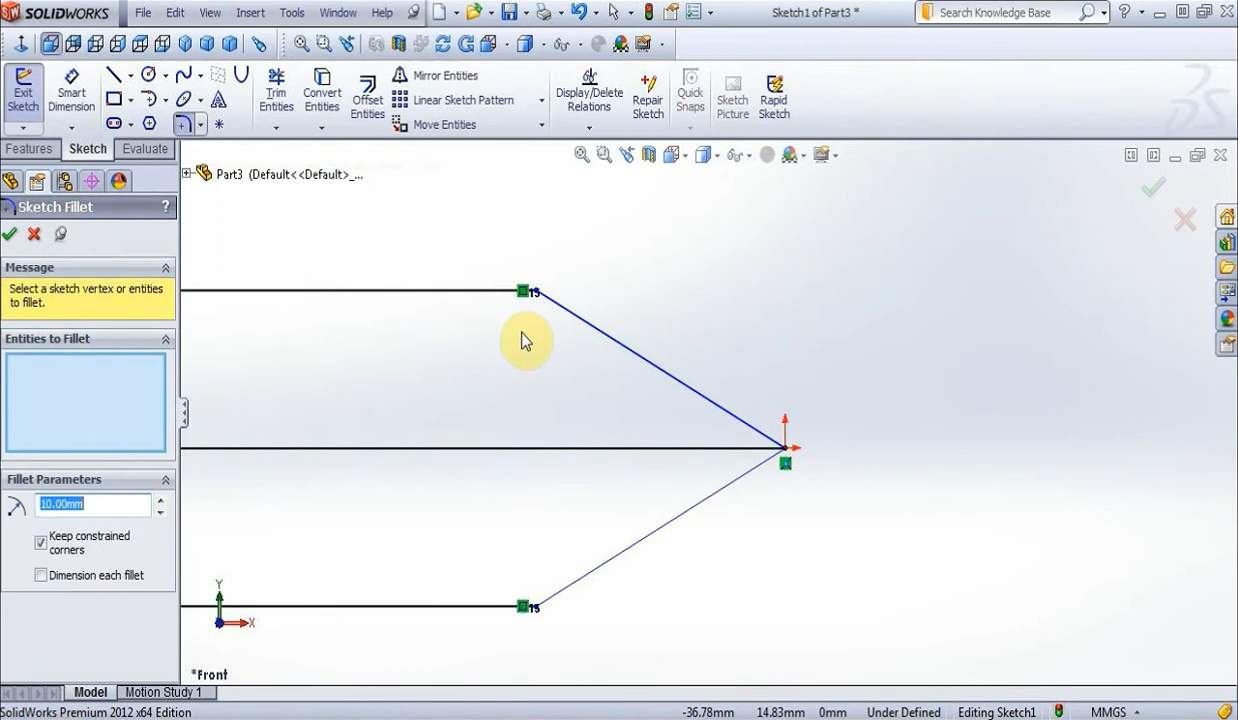 SOLIDWORKS File Edit View Insert Tools Window Help Sketch1 of Part3 * Search Knowledge Base ?
Exit Sketch
Smart Dimension
Trim Entities
Convert Entities
Offset Entities
Mirror Entities
Linear Sketch Pattern
Move Entities
Display/Delete Relations
Repair Sketch
Quick Snaps
Sketch Picture
Rapid Sketch
Features Sketch Evaluate
Part3 (Default<<Default>_...
Sketch Fillet ?
Message
Select a sketch vertex or entities
to fillet.
Entities to Fillet
Fillet Parameters
10.00mm
Keep constrained
corners
Dimension each fillet
Y
X
*Front
Model Motion Study 1
SolidWorks Premium 2012 x64 Edition -36.78mm 14.83mm 0mm Under Defined Editing Sketch1 MMGS